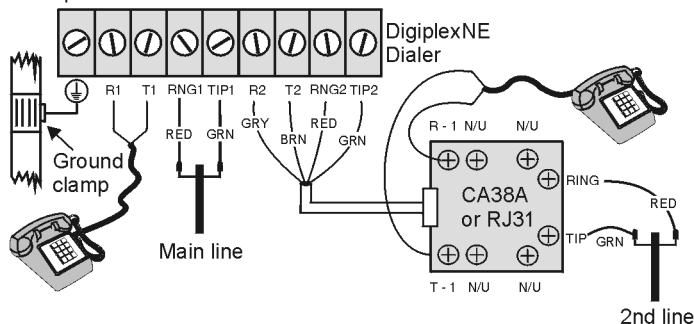 DigiplexNE
Dialer
R1 T1 RNG1 TIP1 R2 T2 RNG2 TIP2
RED GRN GRY BRN RED GRN
Ground
clamp
Main line
R - 1 N/U N/U
CA38A
or RJ31
RING
RED
TIP GRN
T - 1 N/U N/U
2nd line